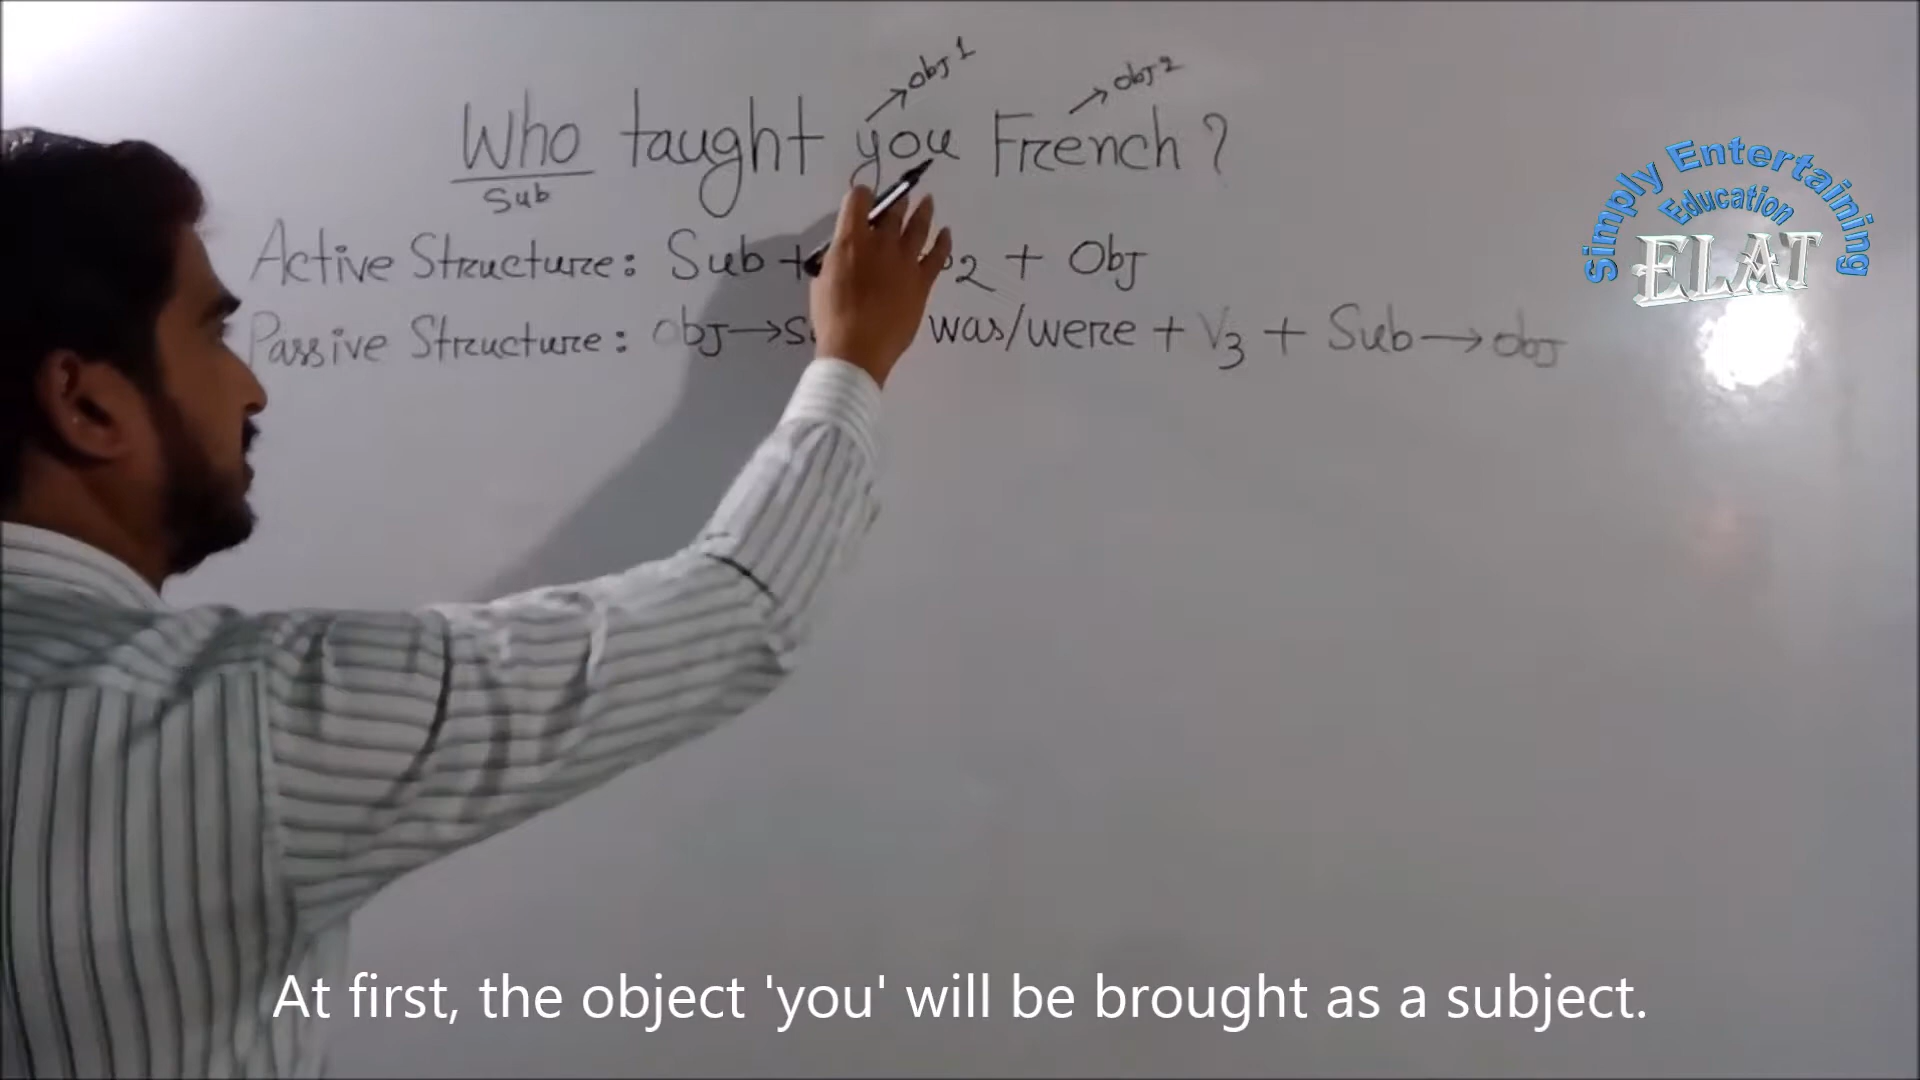 obj 1
obj 2
Who taught you French ?
Sub
Active Structure: Sub + 2 + Obj
Passive Structure: Obj→ was/were + V3 + Sub → obj
Simply Entertaining
Education
ELAT
At first, the object 'you' will be brought as a subject.